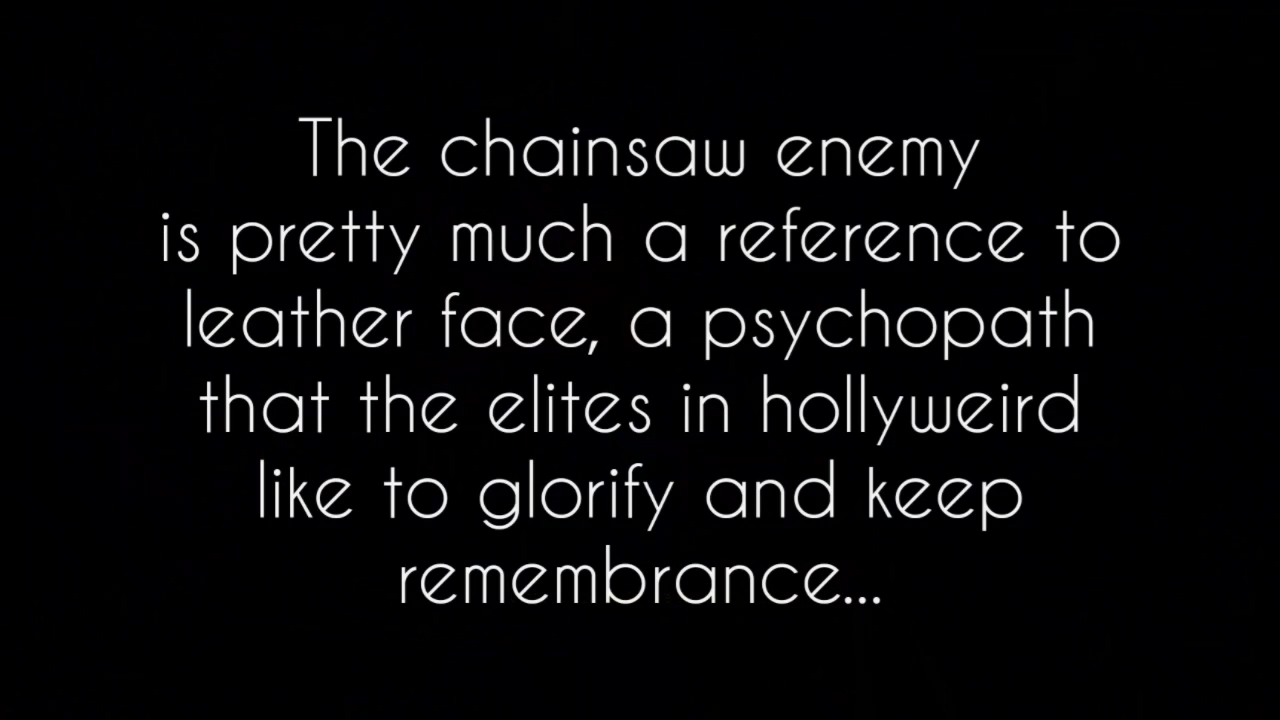 The chainsaw enemy
is pretty much a reference to
leather face, a psychopath
that the elites in hollyweird
like to glorify and keep
remembrance...